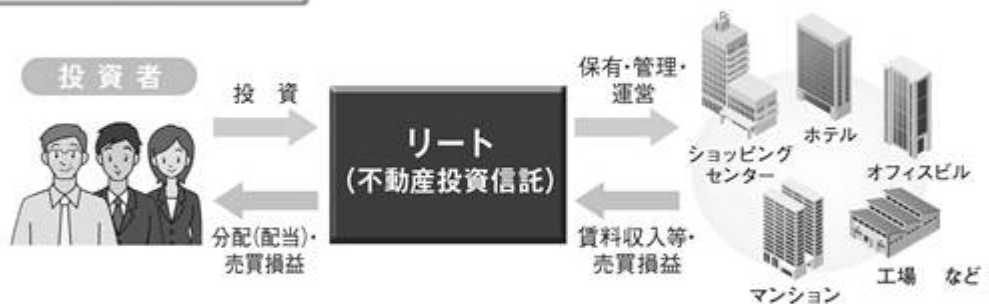 投資者
投資
リート
(不動産投資信託)
分配(配当)・
売買損益
保有・管理・
運営
賃料収入等・
売買損益
ショッピング
センター
ホテル
オフィスビル
マンション
工場 など